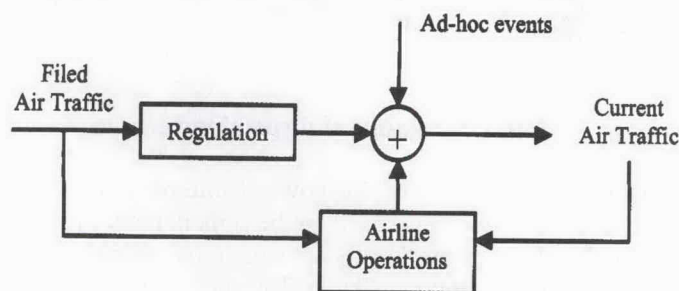 Ad-hoc events
Filed
Air Traffic
Regulation
+
Current
Air Traffic
Airline
Operations